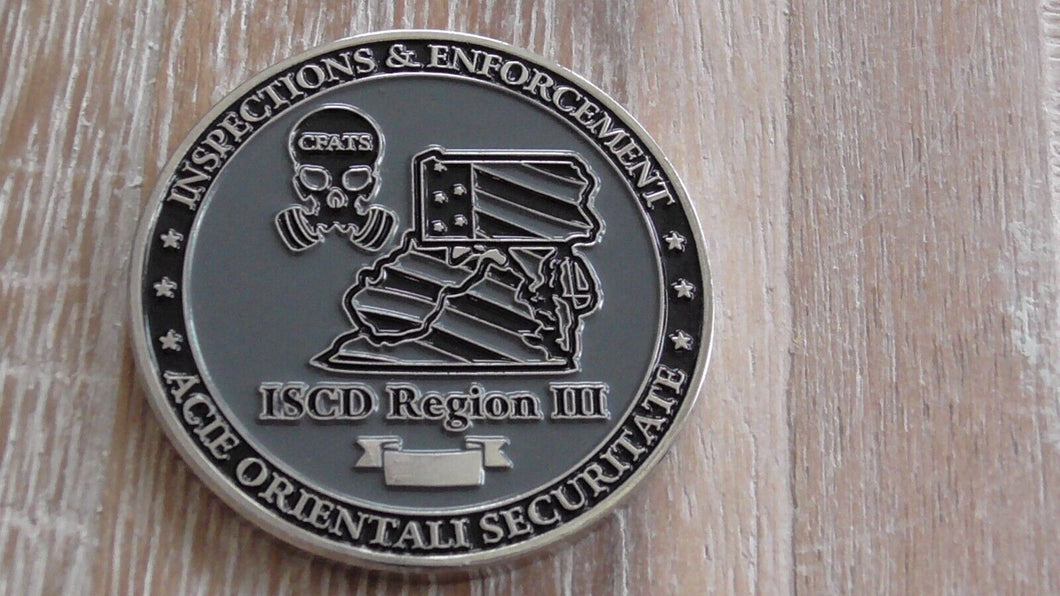 INSPECTIONS & ENFORCEMENT
CFATS
ISCD Region III
ACIE ORIENTALI SECURITATE